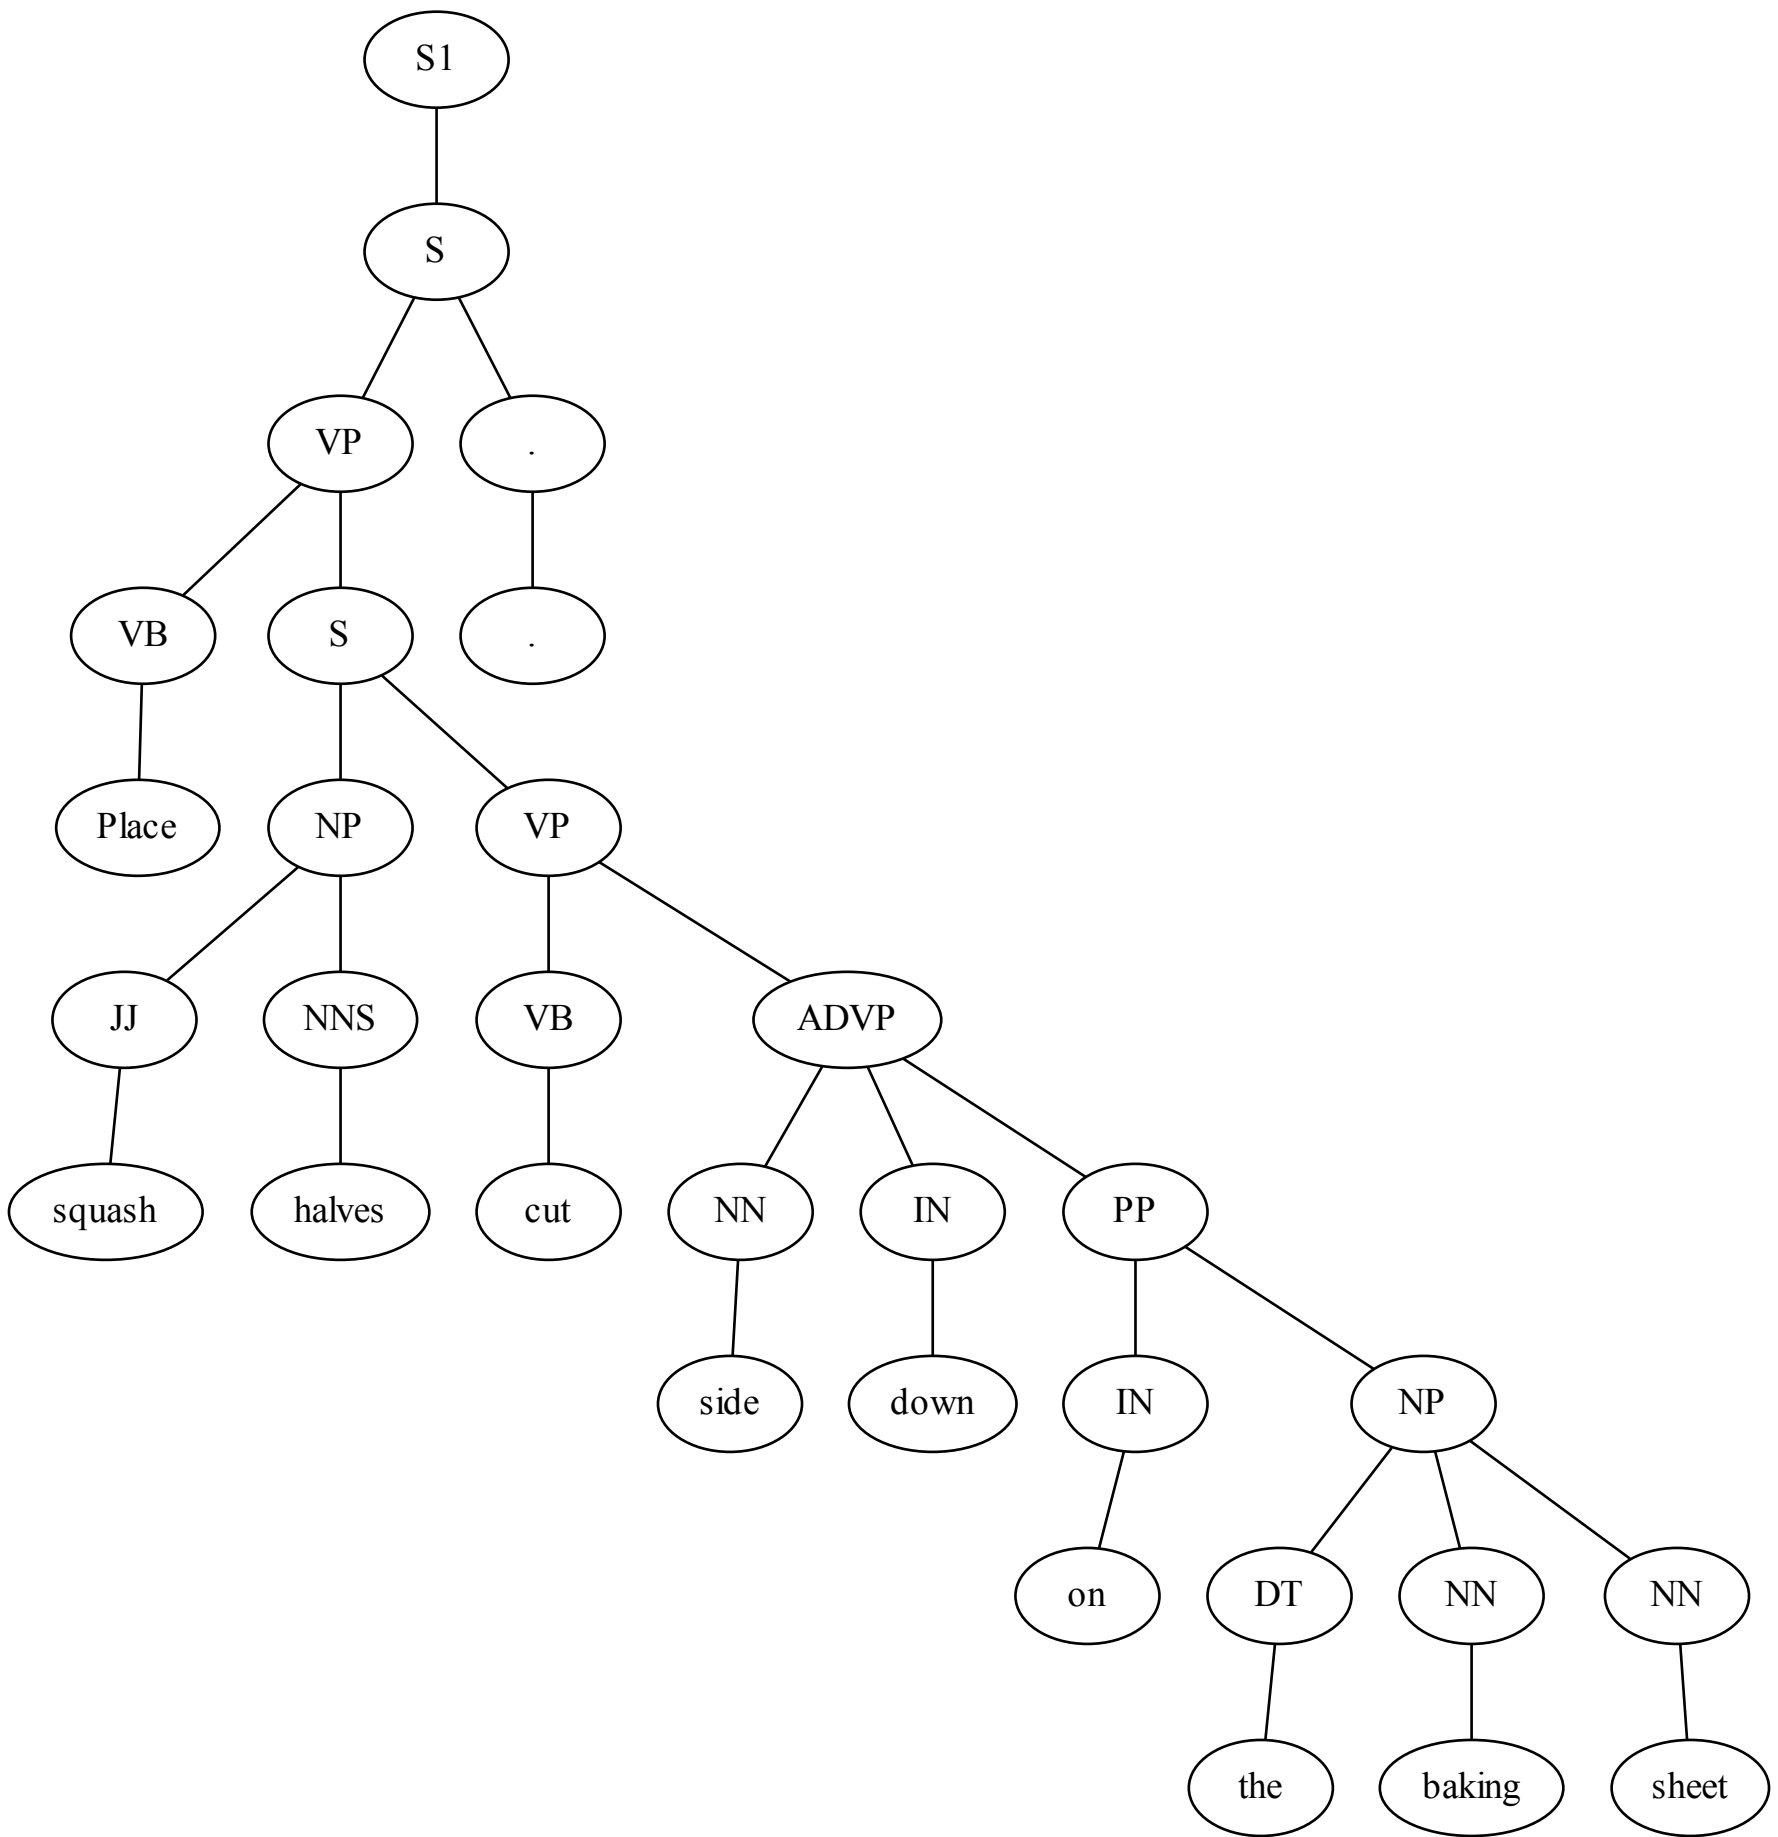 S1
S
VP .
VB S .
Place NP VP
JJ NNS VB ADVP
squash halves cut NN IN PP
side down IN NP
on DT NN NN
the baking sheet